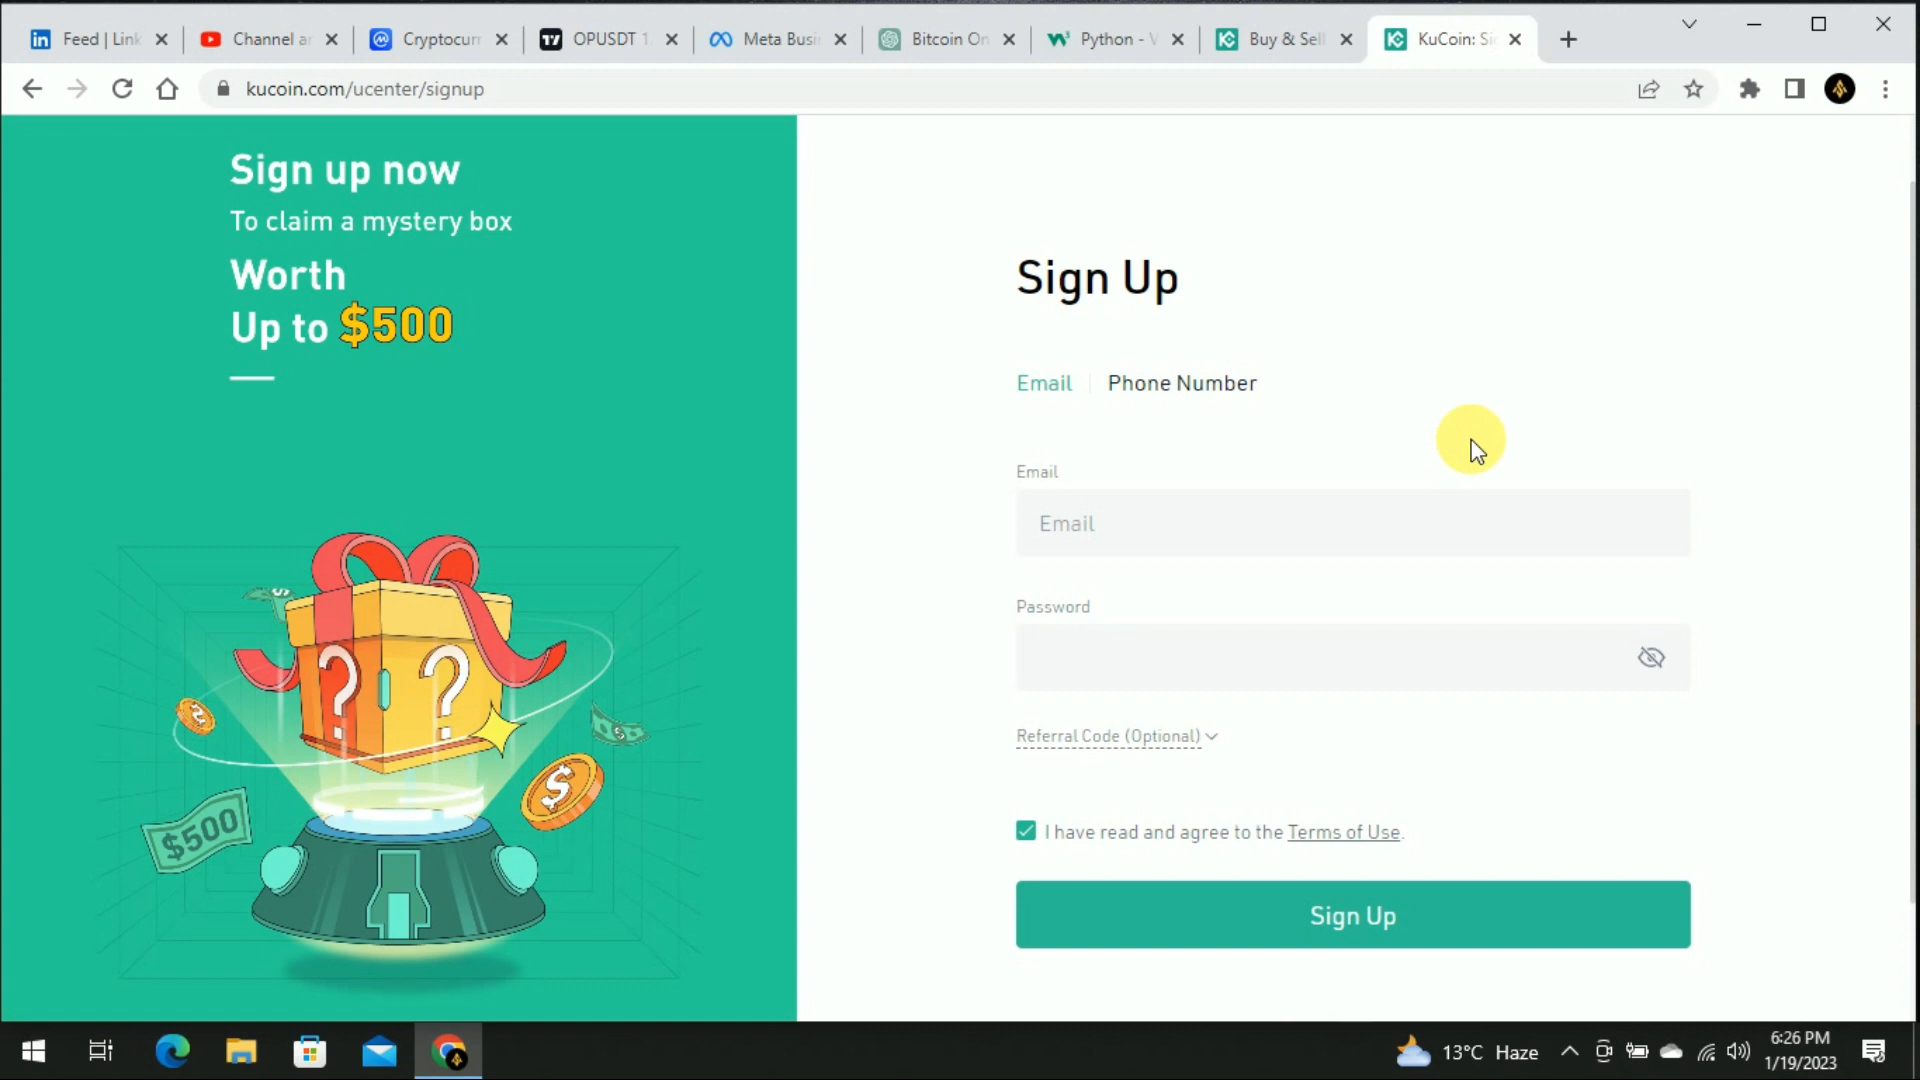 Feed | Link
Channel ar
Cryptocurr
OPUSDT 1.
Meta Busi
Bitcoin On
Python - V
Buy & Sell
KuCoin: Si
kucoin.com/ucenter/signup
Sign up now
To claim a mystery box
Worth
Up to $500
$500
$
Sign Up
Email
Phone Number
Email
Email
Password
Referral Code (Optional)
I have read and agree to the Terms of Use.
Sign Up
13°C Haze
6:26 PM
1/19/2023